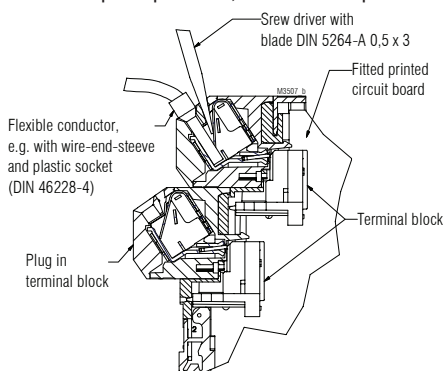 Srew driver with
blade DIN 5264-A 0,5 x 3
M3507_b
Fitted printed
circuit board
Flexible conductor,
e.g. with wire-end-steeve
and plastic socket
(DIN 46228-4)
Terminal block
Plug in
terminal block
2